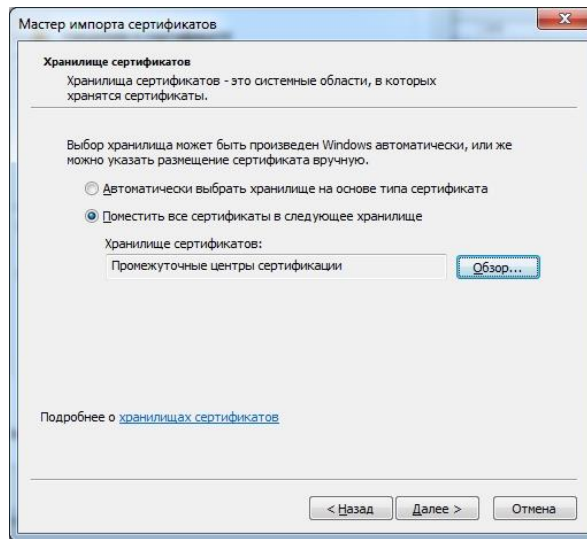 Мастер импорта сертификатов
Хранилище сертификатов
Хранилища сертификатов - это системные области, в которых
хранятся сертификаты.
Выбор хранилища может быть произведен Windows автоматически, или же
можно указать размещение сертификата вручную.
Автоматически выбрать хранилище на основе типа сертификата
Поместить все сертификаты в следующее хранилище
Хранилище сертификатов:
Промежуточные центры сертификации
Обзор...
Подробнее о хранилищах сертификатов
< Назад Далее > Отмена